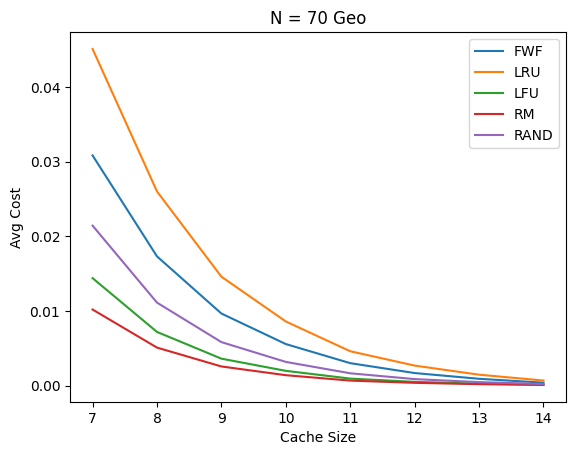 N = 70 Geo
FWF
LRU
LFU
RM
RAND
Avg Cost
0.04
0.03
0.02
0.01
0.00
7 8 9 10 11 12 13 14
Cache Size